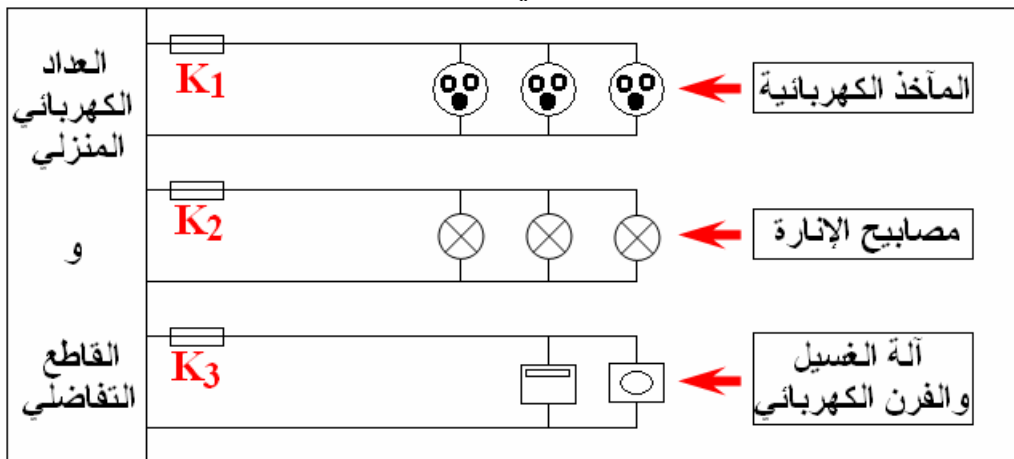 العداد
الكهربائي
المنزلي
و
القاطع
التفاضلي
K1
المآخذ الكهربائية
K2
مصابيح الإنارة
K3
آلة الغسيل
والفرن الكهربائي